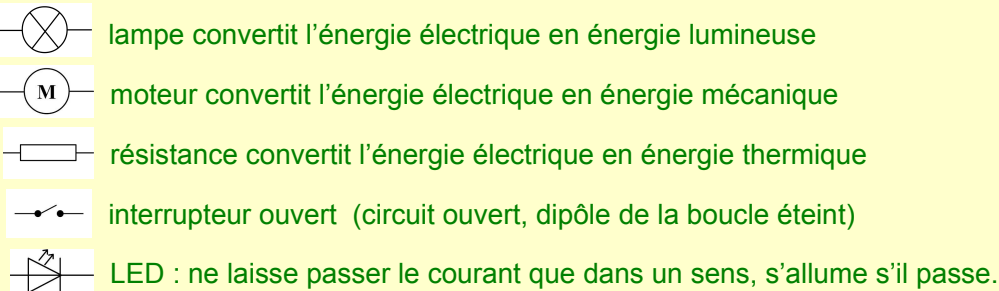 lampe convertit l’énergie électrique en énergie lumineuse
M moteur convertit l’énergie électrique en énergie mécanique
résistance convertit l’énergie électrique en énergie thermique
interrupteur ouvert (circuit ouvert, dipôle de la boucle éteint)
LED : ne laisse passer le courant que dans un sens, s’allume s’il passe.